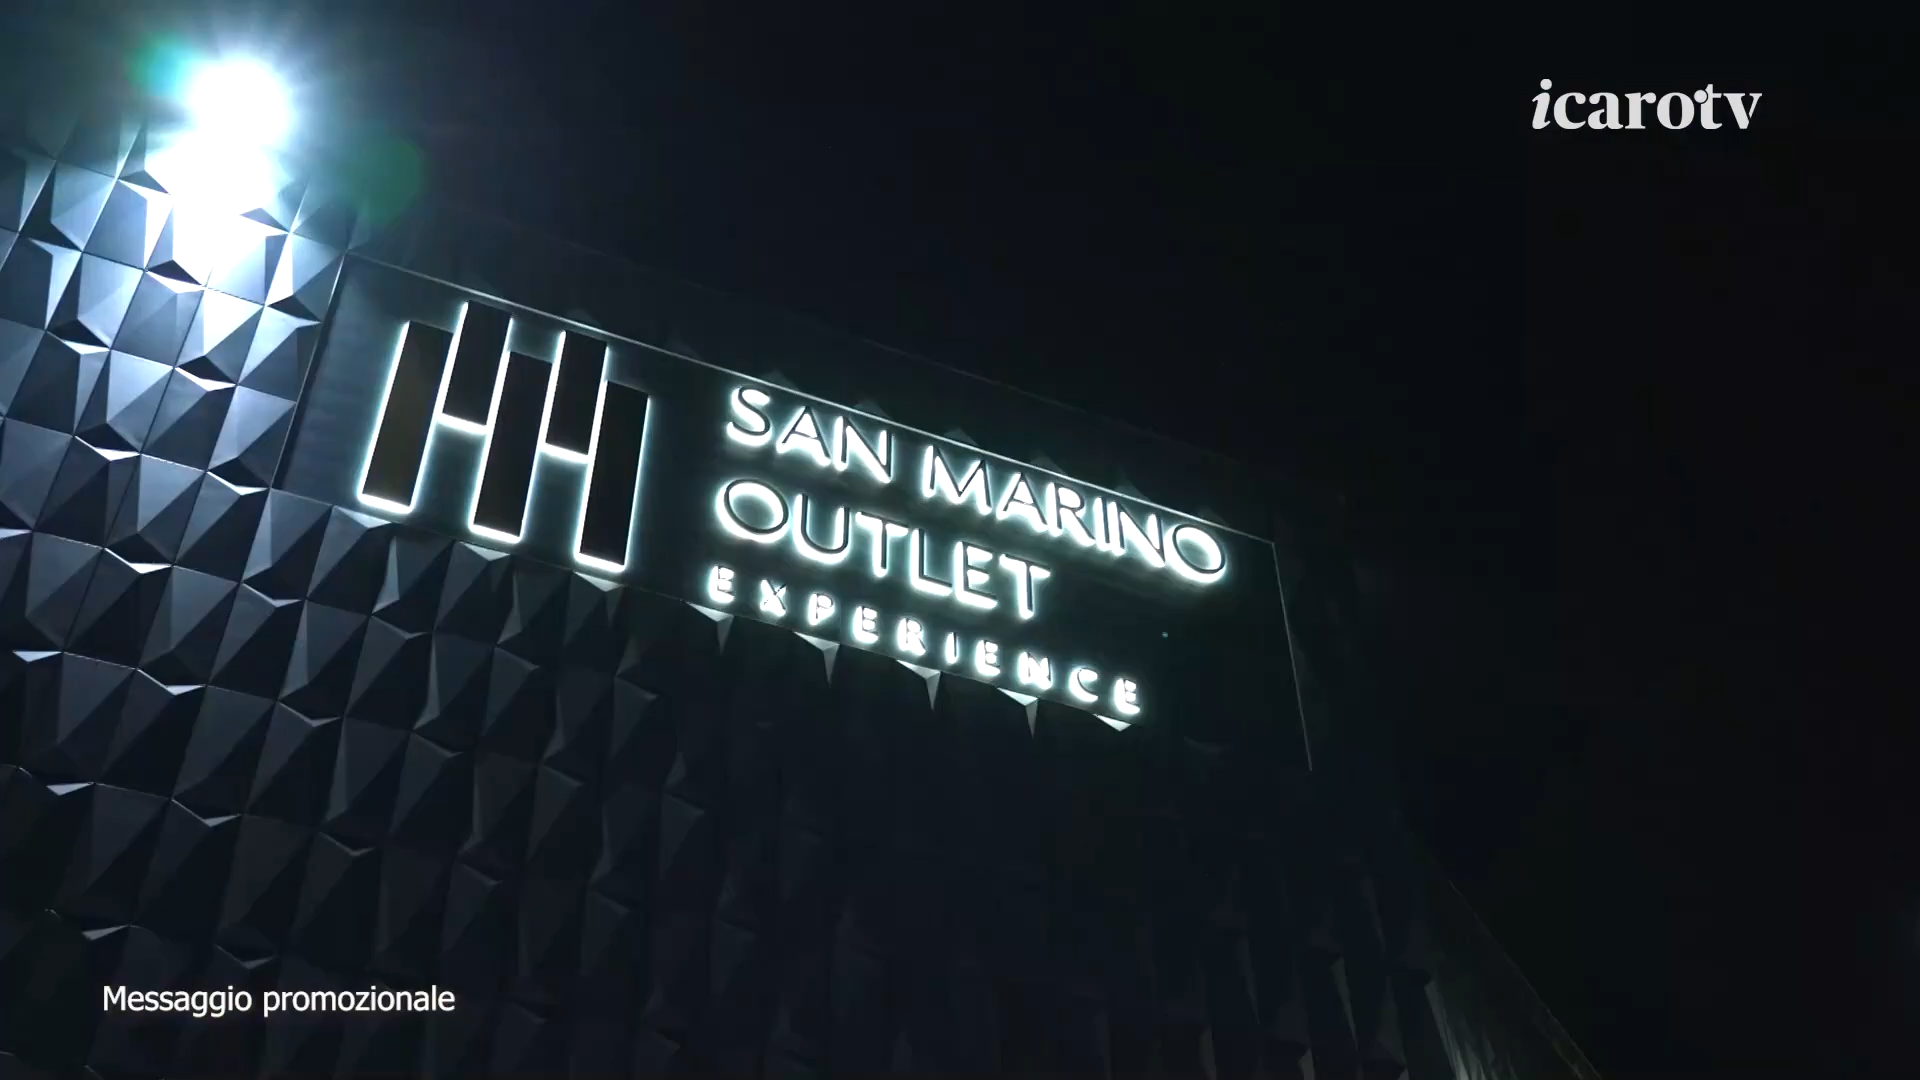 icarotv
SAN MARINO
OUTLET
EXPERIENCE
Messaggio promozionale